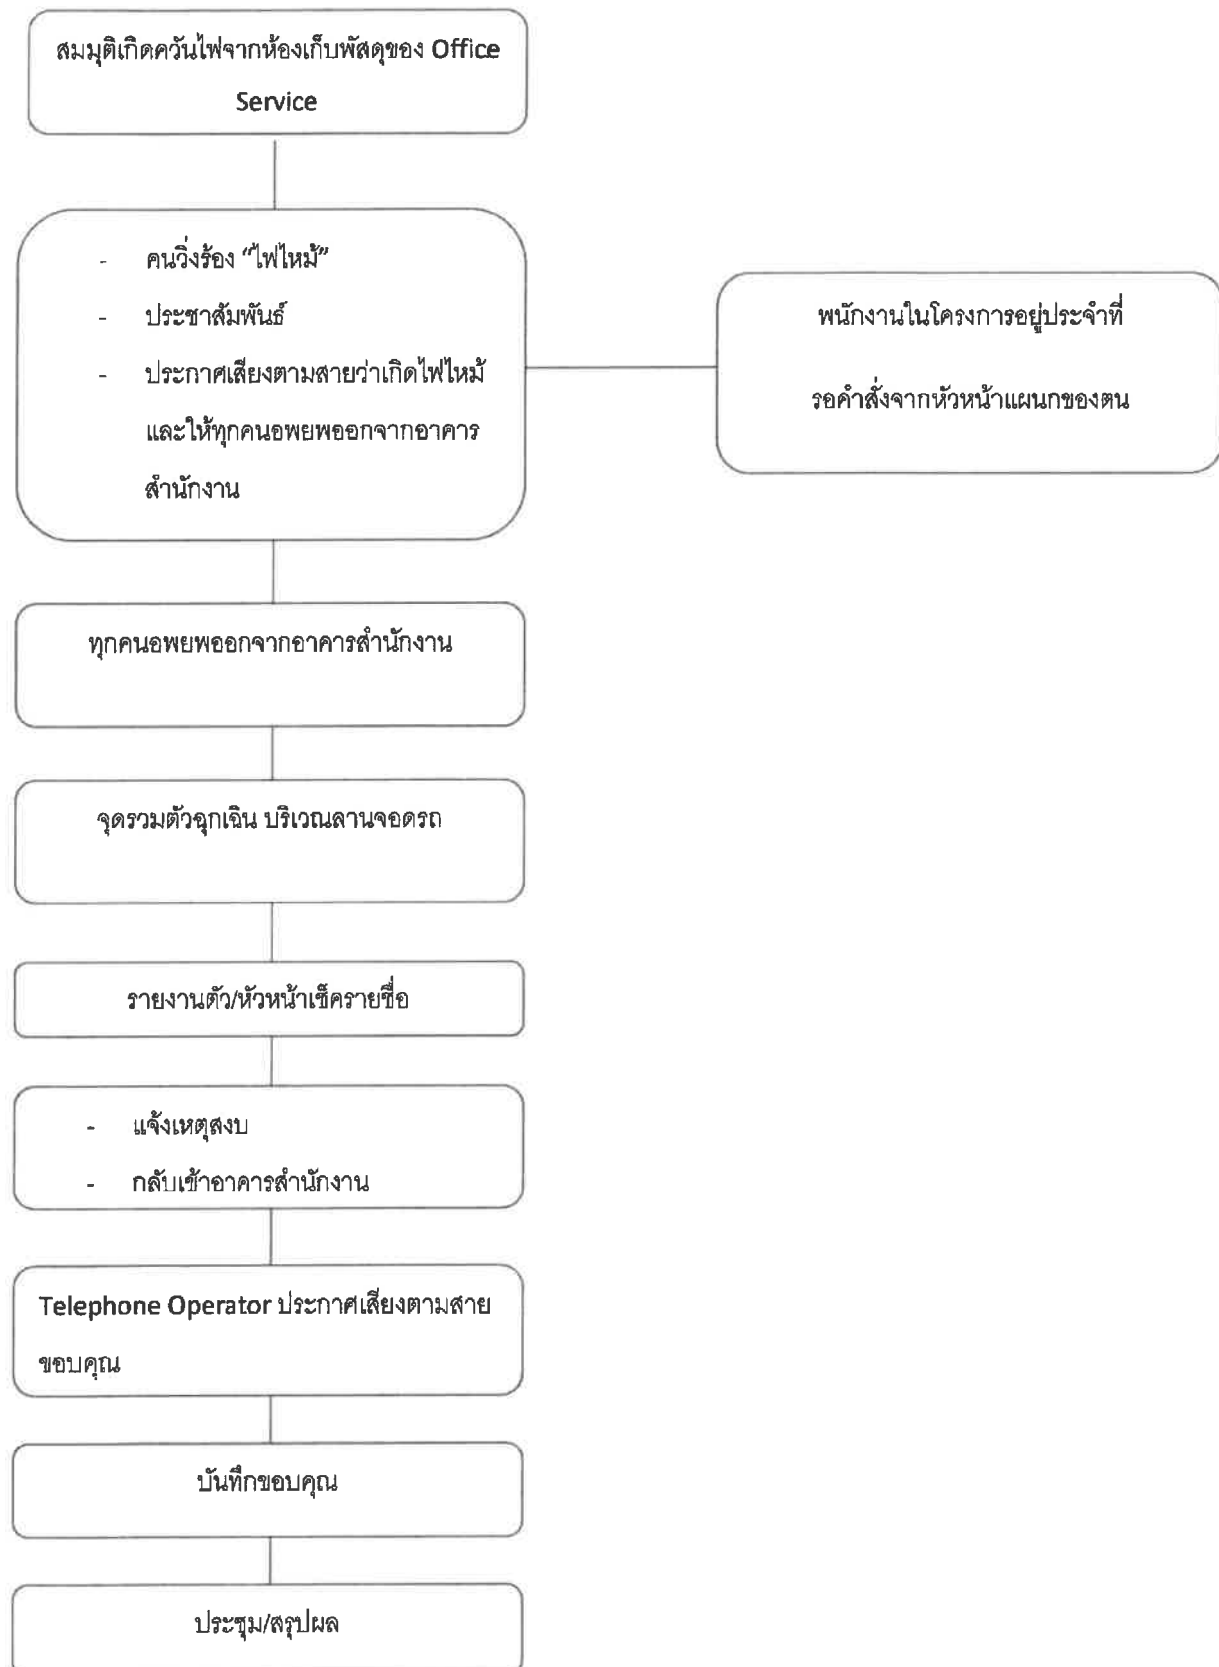 สมมุติเกิดควันไฟจากห้องเก็บพัสดุของ Office
Service
- คนวิ่งร้อง “ไฟไหม้”
- ประชาสัมพันธ์
- ประกาศเสียงตามสายว่าเกิดไฟไหม้
และให้ทุกคนอพยพออกจากอาคาร
สำนักงาน
พนักงานในโครงการอยู่ประจำที่
รอคำสั่งจากหัวหน้าแผนกของตน
ทุกคนอพยพออกจากอาคารสำนักงาน
จุดรวมตัวฉุกเฉิน บริเวณลานจอดรถ
รายงานตัว/หัวหน้าเช็ครายชื่อ
- แจ้งเหตุสงบ
- กลับเข้าอาคารสำนักงาน
Telephone Operator ประกาศเสียงตามสาย
ขอบคุณ
บันทึกขอบคุณ
ประชุม/สรุปผล